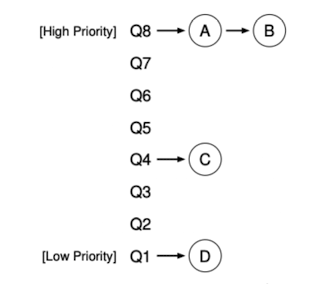 [High Priority] Q8 A B
Q7
Q6
Q5
Q4 C
Q3
Q2
[Low Priority] Q1 D